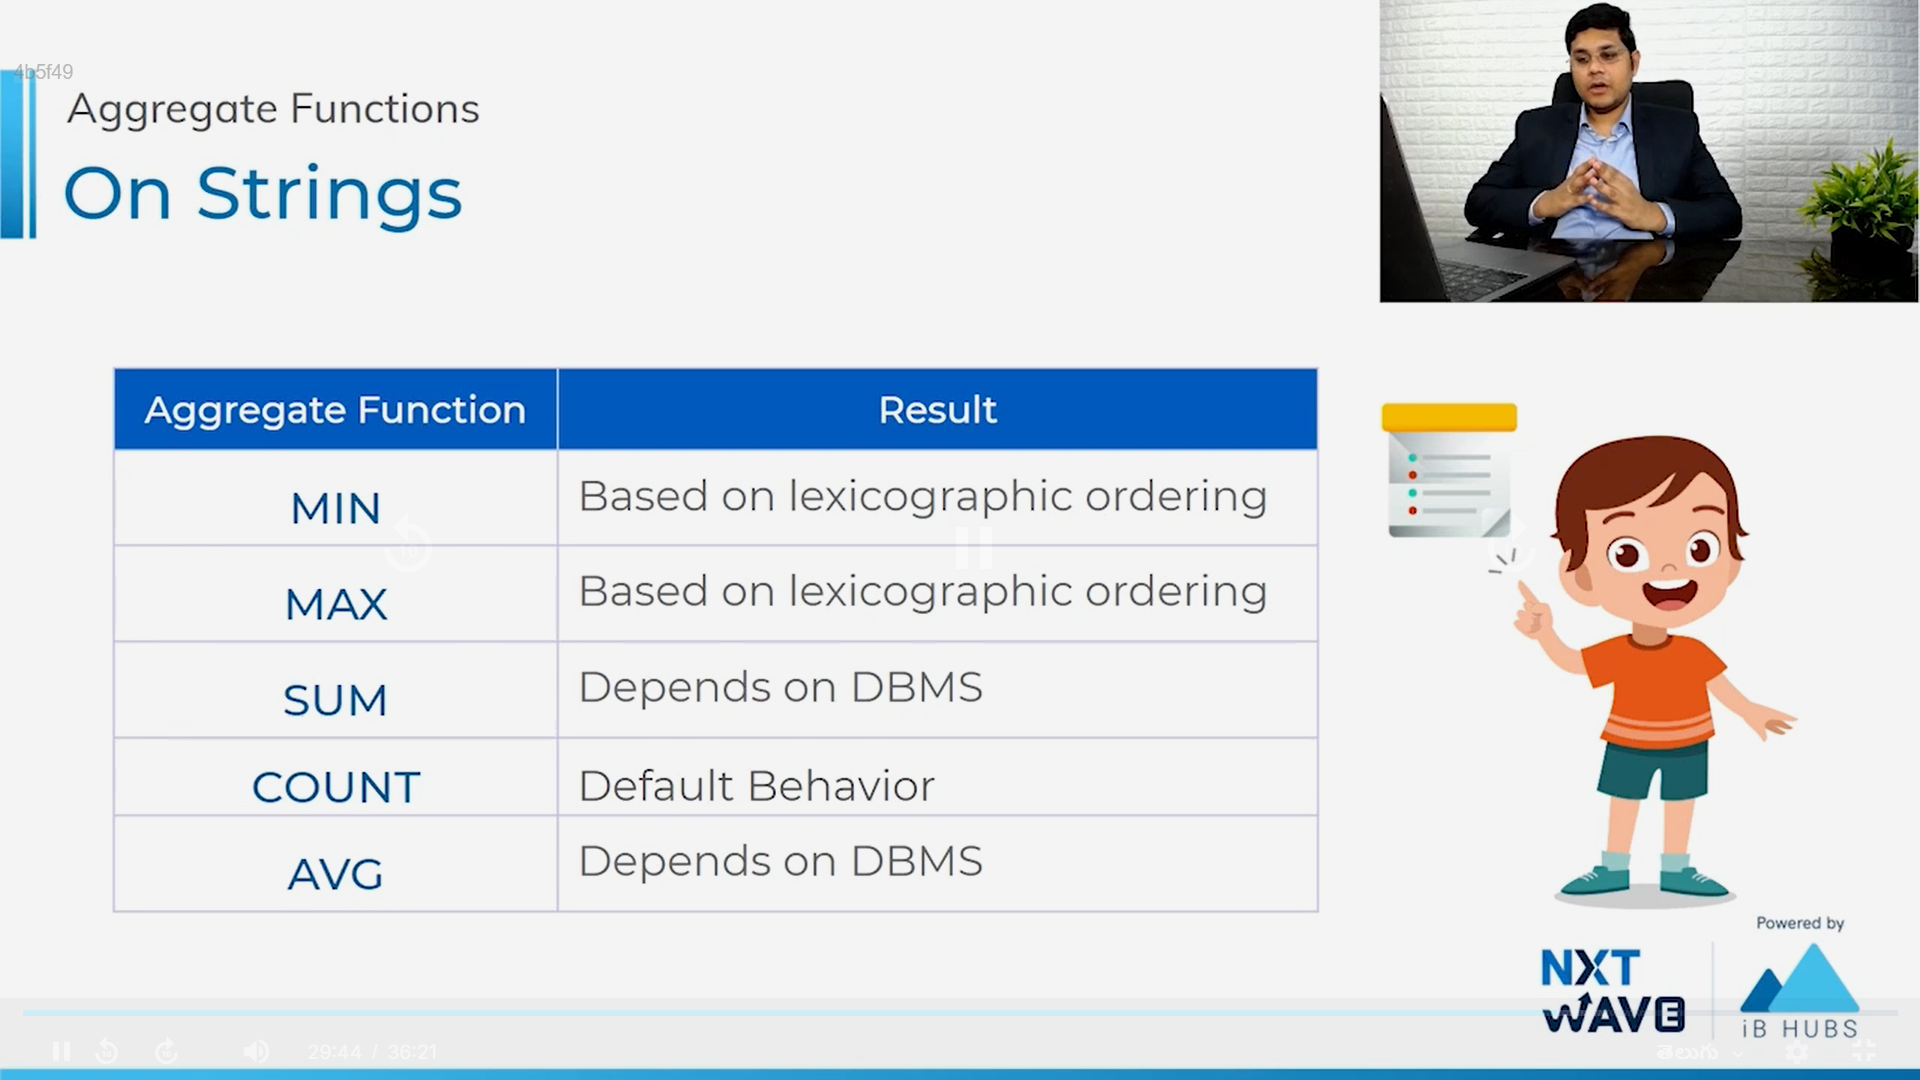 4b5f49
Aggregate Functions
On Strings
Aggregate Function Result
MIN Based on lexicographic ordering
MAX Based on lexicographic ordering
SUM Depends on DBMS
COUNT Default Behavior
AVG Depends on DBMS
Powered by
NXT
WAVE
iB HUBS
29:44 / 36:21
తెలుగు